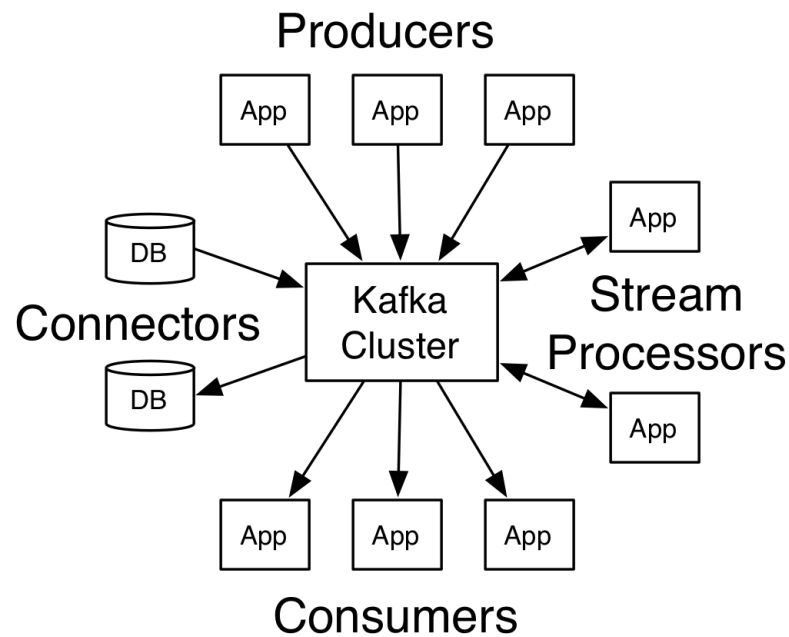 Producers
App
App
App
App
DB
Kafka
Cluster
Stream
Processors
Connectors
DB
App
App
App
App
Consumers